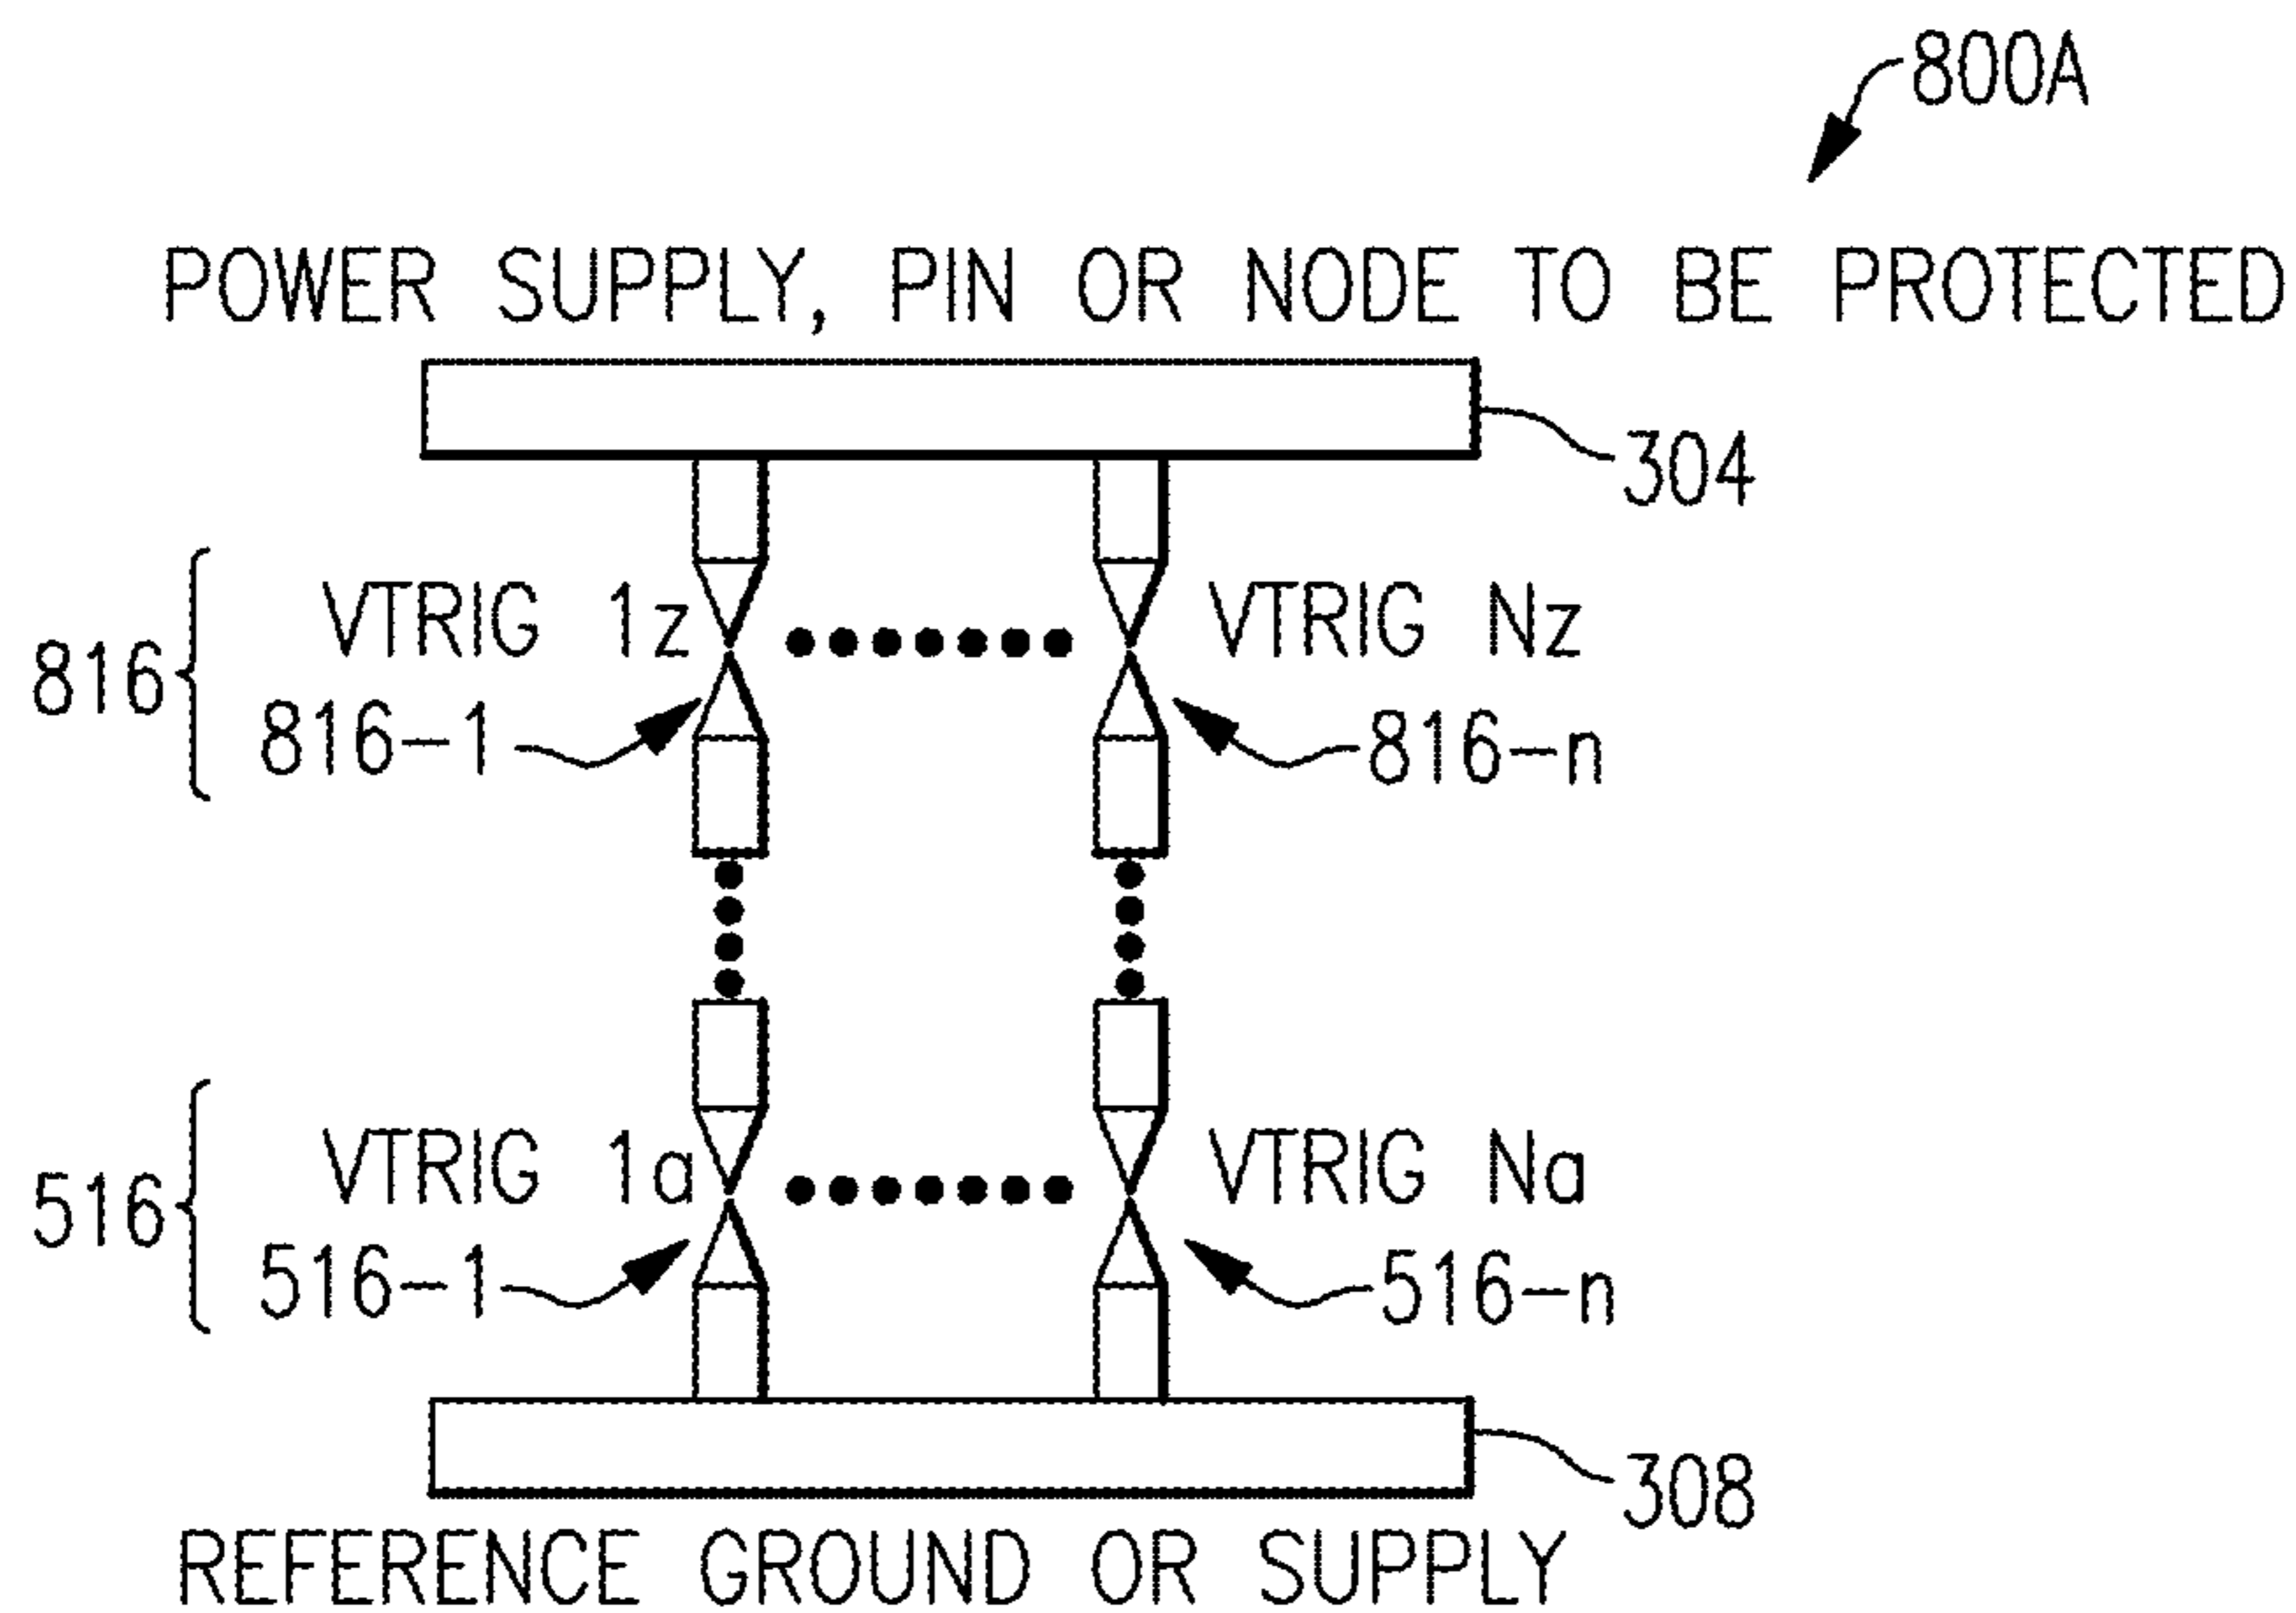 800A
POWER SUPPLY, PIN OR NODE TO BE PROTECTED
304
VTRIG 1z
VTRIG Nz
816
816-1
816-n
VTRIG 1a
VTRIG Na
516
516-1
516-n
308
REFERENCE GROUND OR SUPPLY